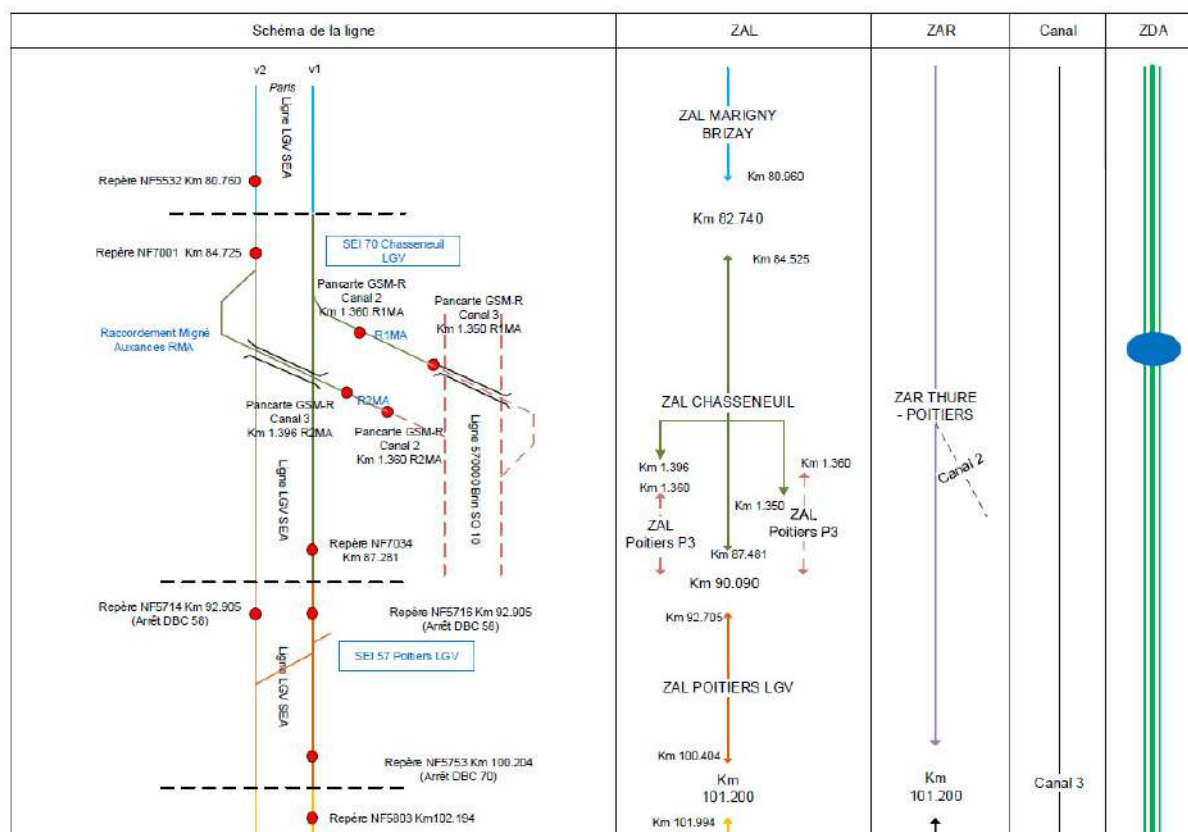 Schéma de la ligne
ZAL
ZAR
Canal
ZDA
v2
v1
Paris
Ligne LGV SEA
ZAL MARIGNY
BRIZAY
Repère NF5532 Km 80.760
Km 80.960
Km 82.740
Repère NF7001 Km 84.725
SEI 70 Chasseneuil
LGV
Km 84.525
Pancarte GSM-R
Canal 2
Km 1.360 R1MA
Pancarte GSM-R
Canal 3
Km 1.350 R1MA
R1MA
Raccordement Migné
Auxances RMA
R2MA
Pancarte GSM-R
Canal 3
Km 1.396 R2MA
Pancarte GSM-R
Canal 2
Km 1.360 R2MA
Ligne 570000 Brin SO 10
Ligne LGV SEA
ZAL CHASSENEUIL
ZAR THURE
- POITIERS
Canal 2
Km 1.396
Km 1.360
Km 1.360
Km 1.350
ZAL
Poitiers P3
ZAL
Poitiers P3
Repère NF7034
Km 87.281
Km 87.481
Km 90.090
Repère NF5714 Km 92.905
(Arrêt DBC 58)
Repère NF5716 Km 92.905
(Arrêt DBC 58)
Km 92.705
Ligne LGV SEA
SEI 57 Poitiers LGV
ZAL POITIERS LGV
Repère NF5753 Km 100.204
(Arrêt DBC 70)
Km 100.404
Km
101.200
Km
101.200
Canal 3
Repère NF5803 Km102.194
Km 101.994